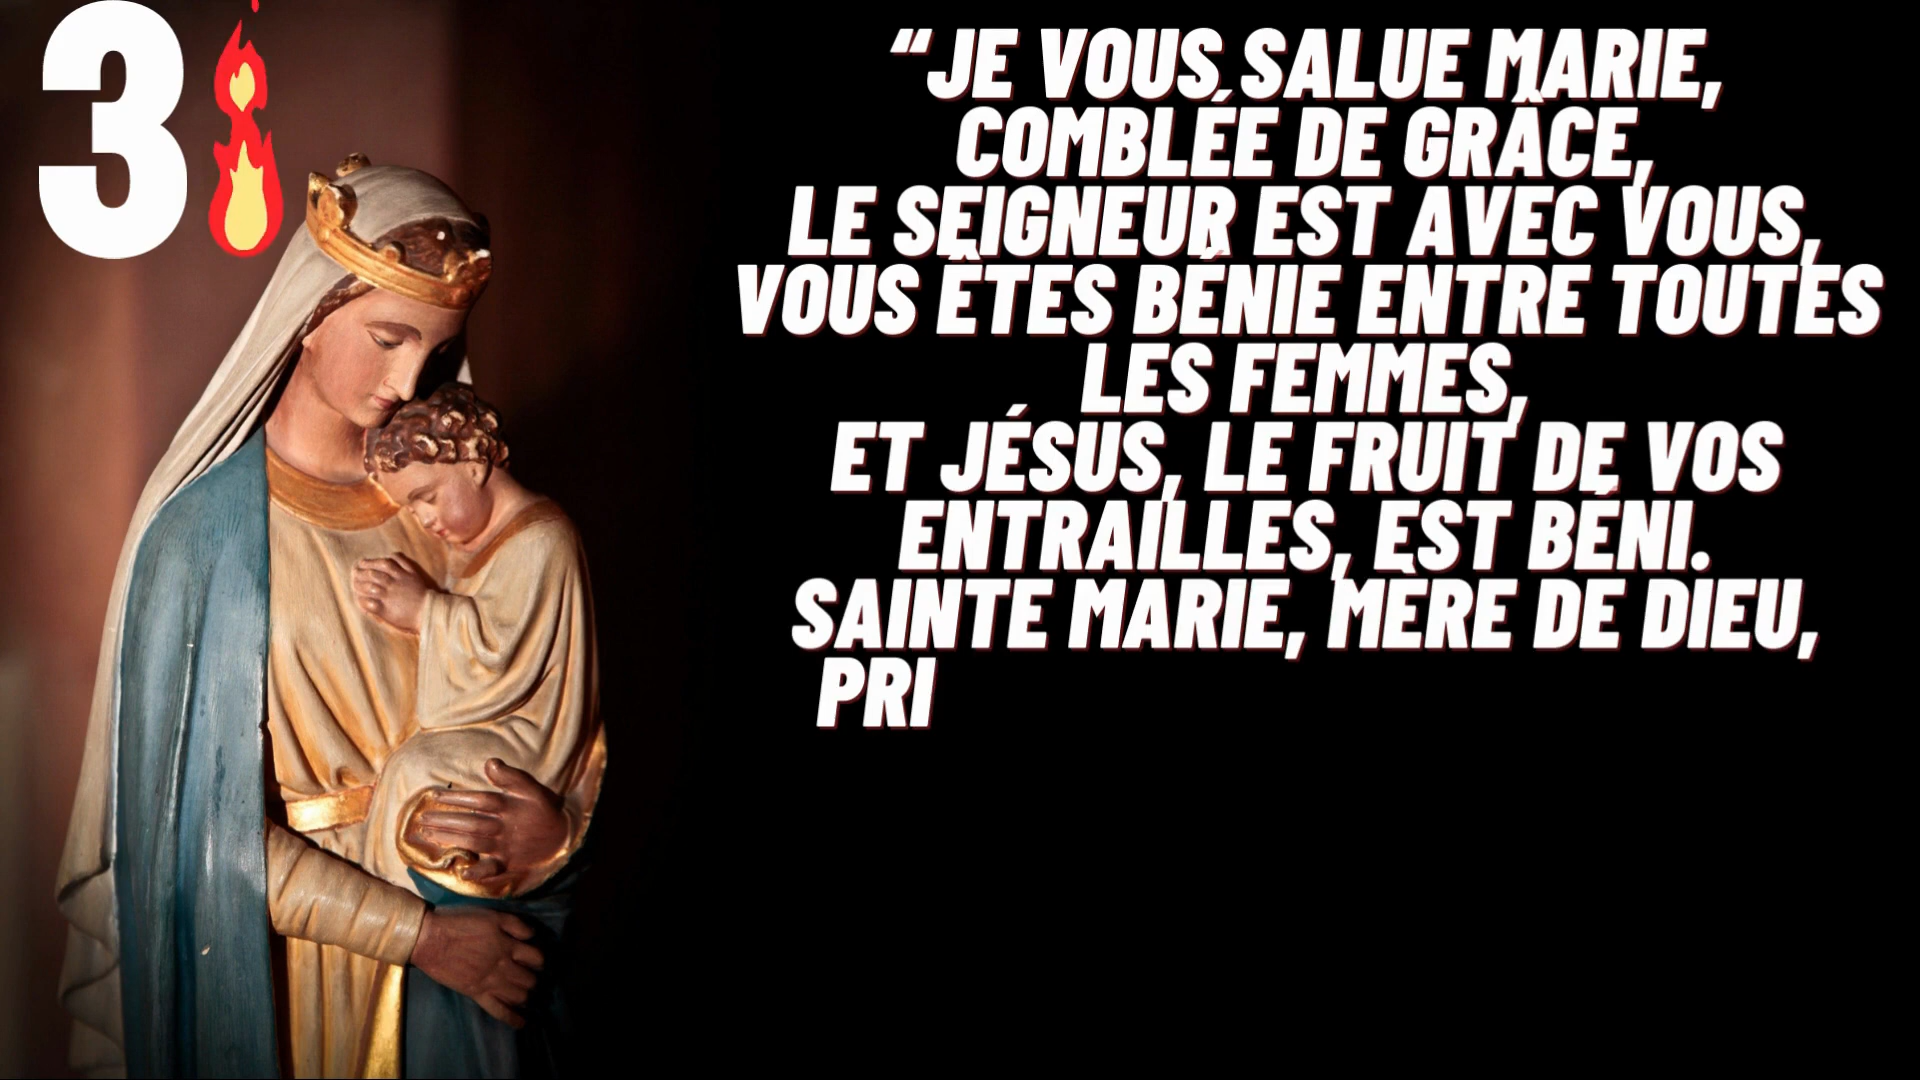 3
“JE VOUS SALUE MARIE,
COMBLÉE DE GRÂCE,
LE SEIGNEUR EST AVEC VOUS,
VOUS ÊTES BÉNIE ENTRE TOUTES
LES FEMMES,
ET JÉSUS, LE FRUIT DE VOS
ENTRAILLES, EST BÉNI.
SAINTE MARIE, MÈRE DE DIEU,
PRI